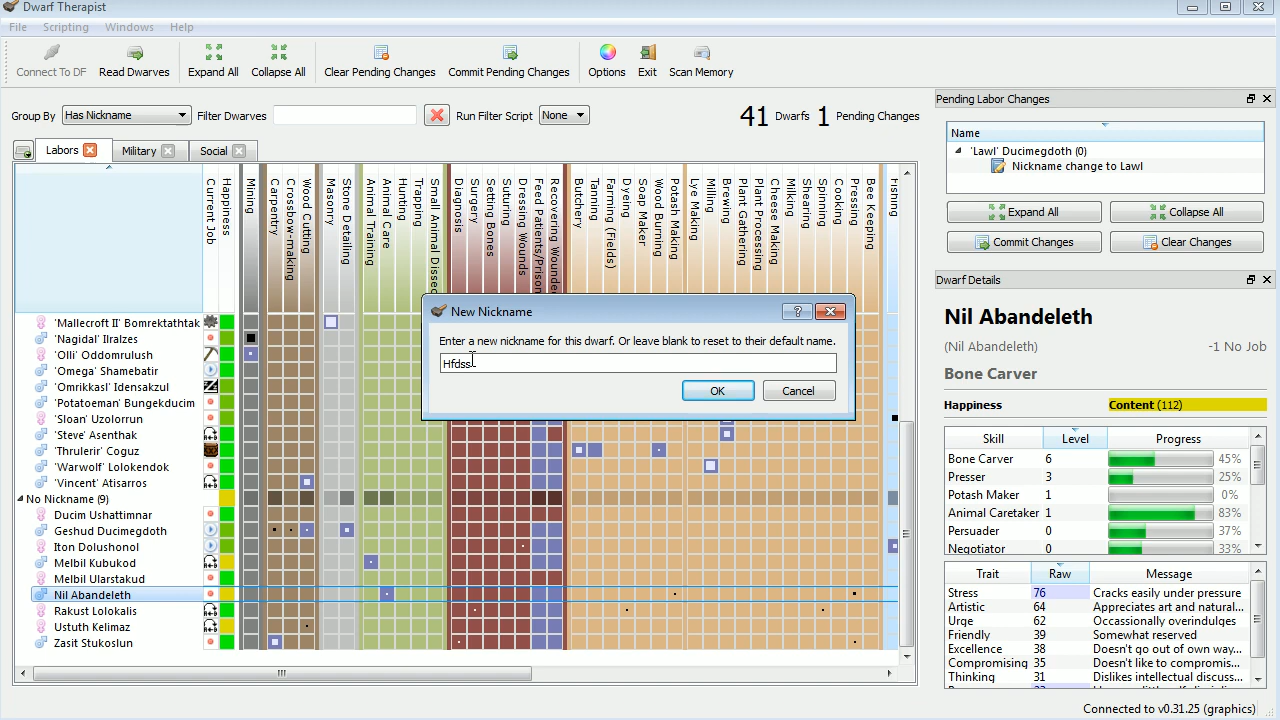 Dwarf Therapist
File Scripting Windows Help
Connect To DF Read Dwarves Expand All Collapse All Clear Pending Changes Commit Pending Changes Options Exit Scan Memory
Group By Has Nickname Filter Dwarves Run Filter Script None 41 Dwarfs 1 Pending Changes
Labors Military Social
Current Job
Happiness
Mining
Carpentry
Crossbow-making
Wood Cutting
Masonry
Stone Detailing
Animal Training
Animal Care
Hunting
Trapping
Small Animal Dissec
Diagnosis
Surgery
Setting Bones
Suturing
Dressing Wounds
Feed Patients/Prison
Recovering Wounde
Butchery
Tanning
Farming (Fields)
Dyeing
Soap Maker
Wood Burning
Potash Making
Lye Making
Milling
Brewing
Plant Gathering
Plant Processing
Cheese Making
Milking
Shearing
Spinning
Cooking
Pressing
Bee Keeping
Fishing
'Mallecroft II' Bomrektathtak
'Nagidal' Ilralzes
'Olli' Oddomrulush
'Omega' Shamebatir
'Omrikkasl' Idensakzul
'Potatoeman' Bungekducim
'Sloan' Uzolorrun
'Steve' Asenthak
'Thrulerir' Coguz
'Warwolf' Lolokendok
'Vincent' Atisarros
No Nickname (9)
Ducim Ushattimnar
Geshud Ducimegdoth
Iton Dolushonol
Melbil Kubukod
Melbil Ularstakud
Nil Abandeleth
Rakust Lolokalis
Ustuth Kelimaz
Zasit Stukoslun
New Nickname
Enter a new nickname for this dwarf. Or leave blank to reset to their default name.
Hfdss
OK Cancel
Pending Labor Changes
Name
'Lawl' Ducimegdoth (0)
Nickname change to Lawl
Expand All Collapse All
Commit Changes Clear Changes
Dwarf Details
Nil Abandeleth
(Nil Abandeleth) -1 No Job
Bone Carver
Happiness Content (112)
Skill Level Progress
Bone Carver 6 45%
Presser 3 25%
Potash Maker 1 0%
Animal Caretaker 1 83%
Persuader 0 37%
Negotiator 0 33%
Trait Raw Message
Stress 76 Cracks easily under pressure
Artistic 64 Appreciates art and natural...
Urge 62 Occassionally overindulges
Friendly 39 Somewhat reserved
Excellence 38 Doesn't go out of own way...
Compromising 35 Doesn't like to compromis...
Thinking 31 Dislikes intellectual discuss...
Connected to v0.31.25 (graphics)